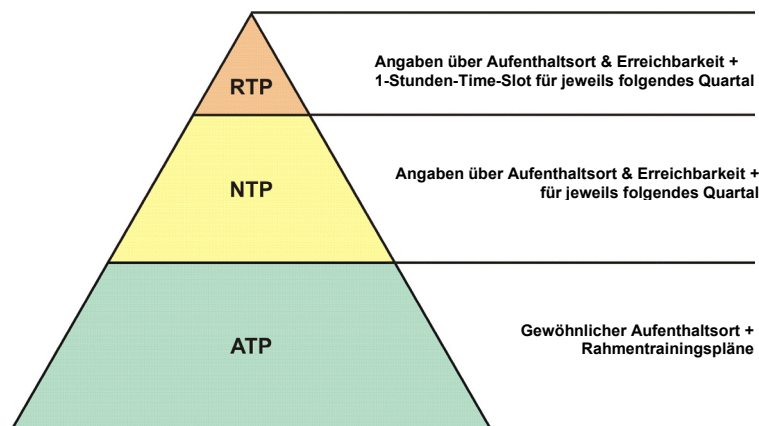 RTP
Angaben über Aufenthaltsort & Erreichbarkeit +
1-Stunden-Time-Slot für jeweils folgendes Quartal
NTP
Angaben über Aufenthaltsort & Erreichbarkeit +
für jeweils folgendes Quartal
ATP
Gewöhnlicher Aufenthaltsort +
Rahmentrainingspläne